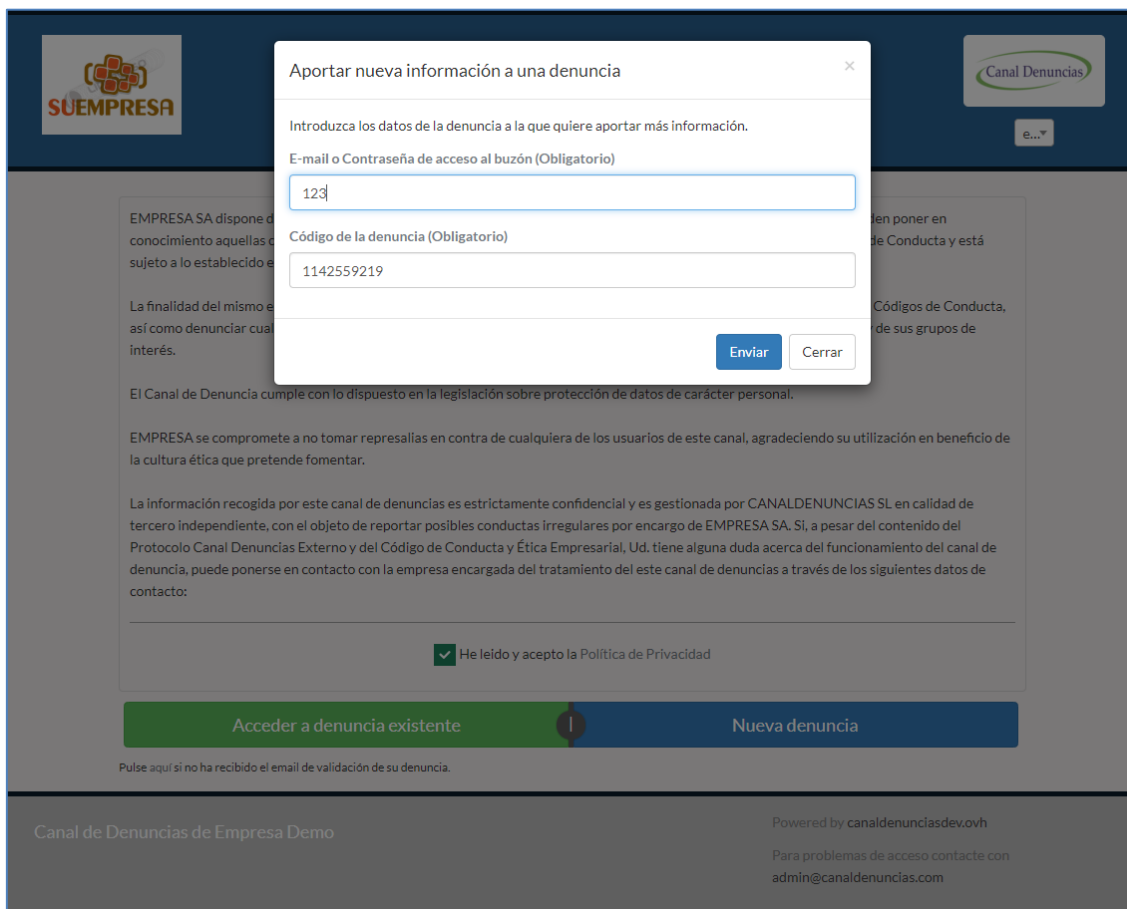 SUEMPRESA
Canal Denuncias
e...
Aportar nueva información a una denuncia
×
Introduzca los datos de la denuncia a la que quiere aportar más información.
E-mail o Contraseña de acceso al buzón (Obligatorio)
123
Código de la denuncia (Obligatorio)
1142559219
Enviar
Cerrar
EMPRESA SA dispone d den poner en
conocimiento aquellas c de Conducta y está
sujeto a lo establecido e
La finalidad del mismo e Códigos de Conducta,
así como denunciar cual de sus grupos de
interés.
El Canal de Denuncia cumple con lo dispuesto en la legislación sobre protección de datos de carácter personal.
EMPRESA se compromete a no tomar represalias en contra de cualquiera de los usuarios de este canal, agradeciendo su utilización en beneficio de
la cultura ética que pretende fomentar.
La información recogida por este canal de denuncias es estrictamente confidencial y es gestionada por CANALDENUNCIAS SL en calidad de
tercero independiente, con el objeto de reportar posibles conductas irregulares por encargo de EMPRESA SA. Si, a pesar del contenido del
Protocolo Canal Denuncias Externo y del Código de Conducta y Ética Empresarial, Ud. tiene alguna duda acerca del funcionamiento del canal de
denuncia, puede ponerse en contacto con la empresa encargada del tratamiento del este canal de denuncias a través de los siguientes datos de
contacto:
He leido y acepto la Política de Privacidad
Acceder a denuncia existente
Nueva denuncia
Pulse aquí si no ha recibido el email de validación de su denuncia.
Canal de Denuncias de Empresa Demo
Powered by canaldenunciasdev.ovh
Para problemas de acceso contacte con
admin@canaldenuncias.com